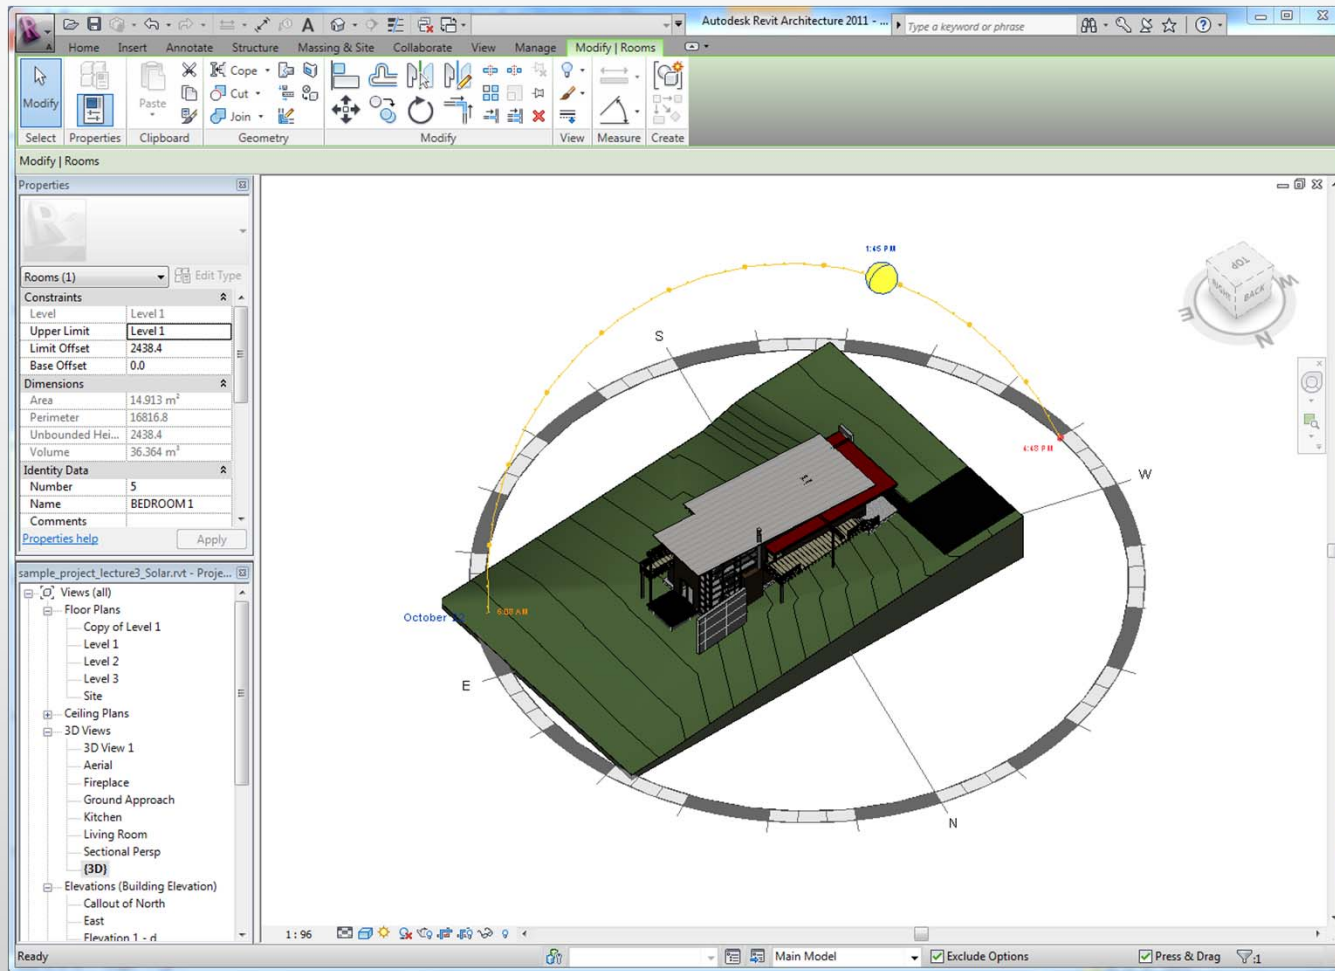 Autodesk Revit Architecture 2011 - ...
Type a keyword or phrase
Home Insert Annotate Structure Massing & Site Collaborate View Manage Modify | Rooms
Modify
Paste
Cope
Cut
Join
Select Properties Clipboard Geometry Modify View Measure Create
Modify | Rooms
Properties
Rooms (1) Edit Type
Constraints
Level Level 1
Upper Limit Level 1
Limit Offset 2438.4
Base Offset 0.0
Dimensions
Area 14.913 m²
Perimeter 16816.8
Unbounded Hei... 2438.4
Volume 36.364 m³
Identity Data
Number 5
Name BEDROOM 1
Comments
Properties help Apply
sample_project_lecture3_Solar.rvt - Proje...
Views (all)
Floor Plans
Copy of Level 1
Level 1
Level 2
Level 3
Site
Ceiling Plans
3D Views
3D View 1
Aerial
Fireplace
Ground Approach
Kitchen
Living Room
Sectional Persp
{3D}
Elevations (Building Elevation)
Callout of North
East
Elevation 1 - d
1:45 PM
TOP
RIGHT
BACK
W
E
N
S
W
October
E
N
1 : 96
Ready
Main Model
Exclude Options
Press & Drag
:1